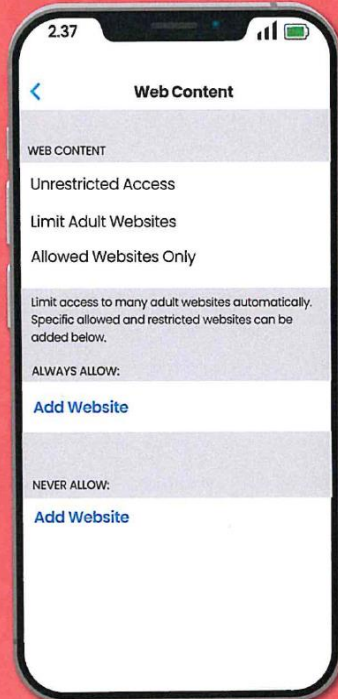 2.37
Web Content
WEB CONTENT
Unrestricted Access
Limit Adult Websites
Allowed Websites Only
Limit access to many adult websites automatically.
Specific allowed and restricted websites can be
added below.
ALWAYS ALLOW:
Add Website
NEVER ALLOW:
Add Website